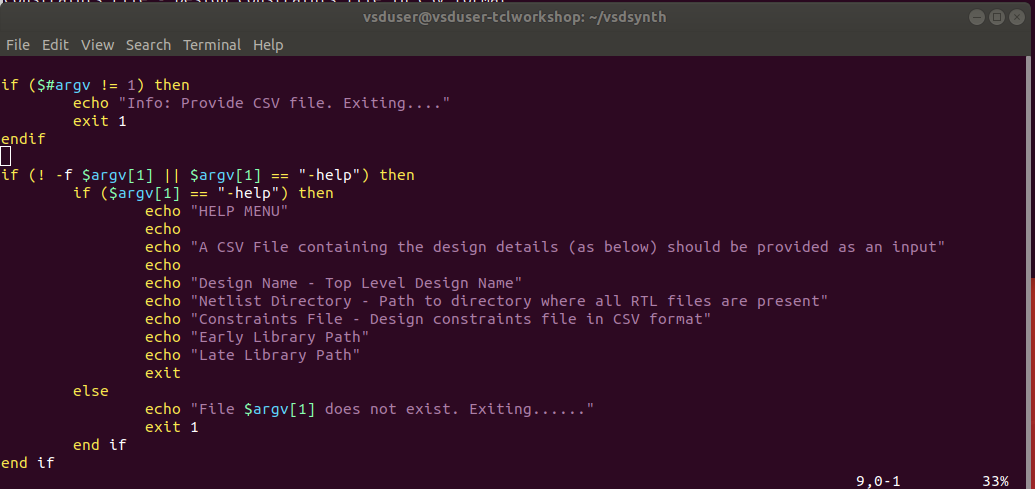 vsduser@vsduser-tclworkshop: ~/vsdsynth
File Edit View Search Terminal Help
if ($#argv != 1) then
echo "Info: Provide CSV file. Exiting...."
exit 1
endif
if (! -f $argv[1] || $argv[1] == "-help") then
if ($argv[1] == "-help") then
echo "HELP MENU"
echo
echo "A CSV File containing the design details (as below) should be provided as an input"
echo
echo "Design Name - Top Level Design Name"
echo "Netlist Directory - Path to directory where all RTL files are present"
echo "Constraints File - Design constraints file in CSV format"
echo "Early Library Path"
echo "Late Library Path"
exit
else
echo "File $argv[1] does not exist. Exiting......"
exit 1
end if
end if
9,0-1 33%